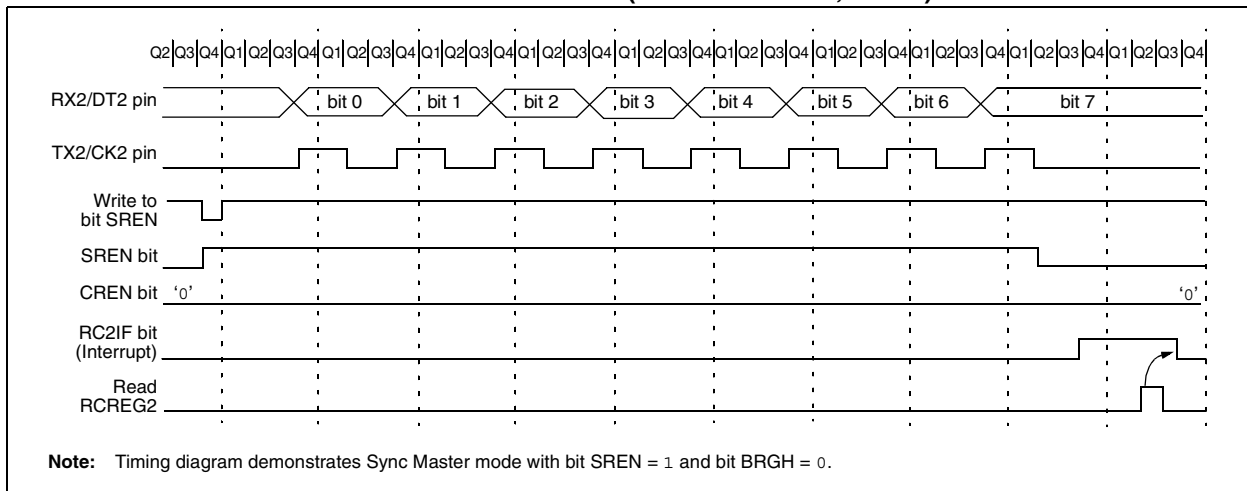 Q2|Q3|Q4|Q1|Q2|Q3|Q4|Q1|Q2|Q3|Q4|Q1|Q2|Q3|Q4|Q1|Q2|Q3|Q4|Q1|Q2|Q3|Q4|Q1|Q2|Q3|Q4|Q1|Q2|Q3|Q4|Q1|Q2|Q3|Q4|Q1|Q2|Q3|Q4|Q1|Q2|Q3|Q4
RX2/DT2 pin bit 0 bit 1 bit 2 bit 3 bit 4 bit 5 bit 6 bit 7
TX2/CK2 pin
Write to
bit SREN
SREN bit
CREN bit '0' '0'
RC2IF bit
(Interrupt)
Read
RCREG2
Note: Timing diagram demonstrates Sync Master mode with bit SREN = 1 and bit BRGH = 0.